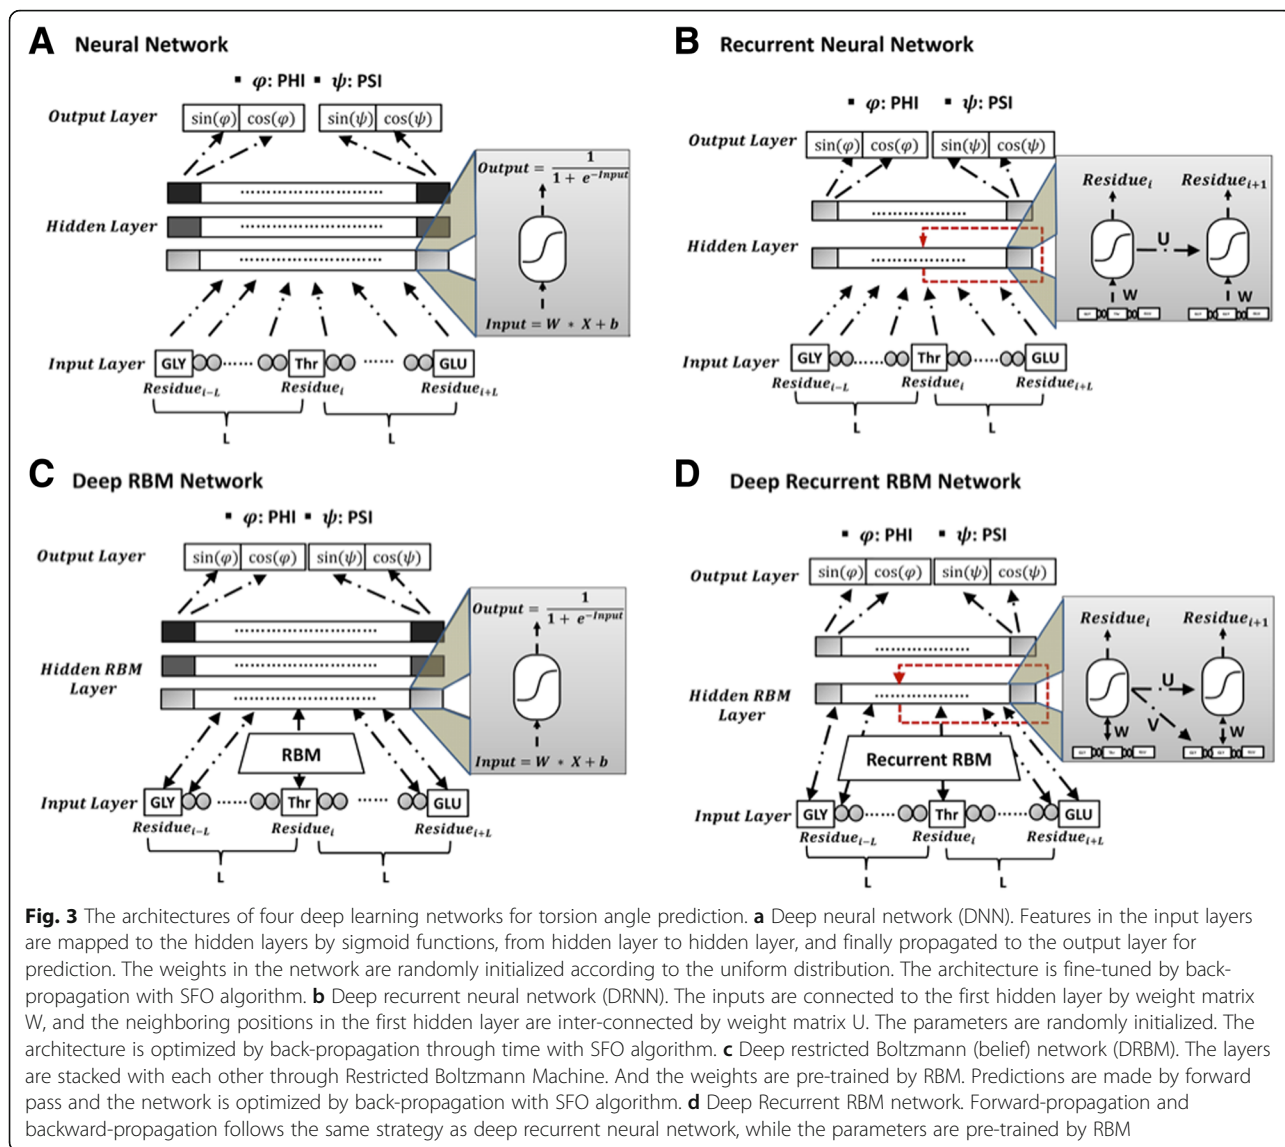 A Neural Network
▪ φ: PHI ▪ ψ: PSI
Output Layer
sin(φ) cos(φ) sin(ψ) cos(ψ)
Output = 1 / (1 + e^{-Input})
Hidden Layer
Input = W * X + b
Input Layer GLY ...... Thr ...... GLU
Residue_{i-L} Residue_i Residue_{i+L}
L L
B Recurrent Neural Network
▪ φ: PHI ▪ ψ: PSI
Output Layer
sin(φ) cos(φ) sin(ψ) cos(ψ)
Residue_i Residue_{i+1}
Hidden Layer
U
W W
Input Layer GLY ...... Thr ...... GLU
Residue_{i-L} Residue_i Residue_{i+L}
L L
C Deep RBM Network
▪ φ: PHI ▪ ψ: PSI
Output Layer
sin(φ) cos(φ) sin(ψ) cos(ψ)
Output = 1 / (1 + e^{-Input})
Hidden RBM
Layer
RBM
Input = W * X + b
Input Layer GLY ...... Thr ...... GLU
Residue_{i-L} Residue_i Residue_{i+L}
L L
D Deep Recurrent RBM Network
▪ φ: PHI ▪ ψ: PSI
Output Layer
sin(φ) cos(φ) sin(ψ) cos(ψ)
Residue_i Residue_{i+1}
Hidden RBM
Layer
U
V
W W
Recurrent RBM
Input Layer GLY ...... Thr ...... GLU
Residue_{i-L} Residue_i Residue_{i+L}
L L
Fig. 3 The architectures of four deep learning networks for torsion angle prediction. a Deep neural network (DNN). Features in the input layers
are mapped to the hidden layers by sigmoid functions, from hidden layer to hidden layer, and finally propagated to the output layer for
prediction. The weights in the network are randomly initialized according to the uniform distribution. The architecture is fine-tuned by back-
propagation with SFO algorithm. b Deep recurrent neural network (DRNN). The inputs are connected to the first hidden layer by weight matrix
W, and the neighboring positions in the first hidden layer are inter-connected by weight matrix U. The parameters are randomly initialized. The
architecture is optimized by back-propagation through time with SFO algorithm. c Deep restricted Boltzmann (belief) network (DRBM). The layers
are stacked with each other through Restricted Boltzmann Machine. And the weights are pre-trained by RBM. Predictions are made by forward
pass and the network is optimized by back-propagation with SFO algorithm. d Deep Recurrent RBM network. Forward-propagation and
backward-propagation follows the same strategy as deep recurrent neural network, while the parameters are pre-trained by RBM